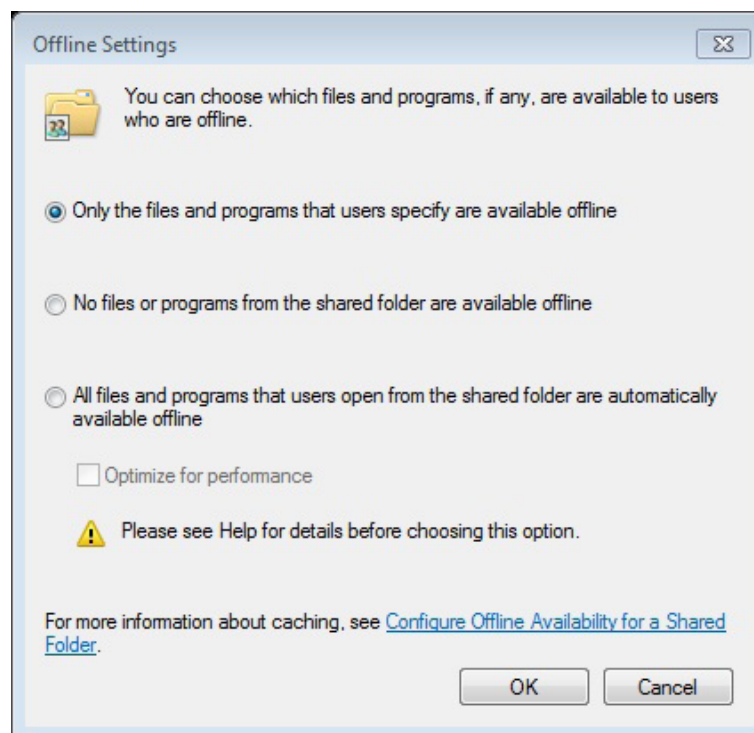 Offline Settings
You can choose which files and programs, if any, are available to users
who are offline.
Only the files and programs that users specify are available offline
No files or programs from the shared folder are available offline
All files and programs that users open from the shared folder are automatically
available offline
Optimize for performance
Please see Help for details before choosing this option.
For more information about caching, see Configure Offline Availability for a Shared
Folder.
OK Cancel